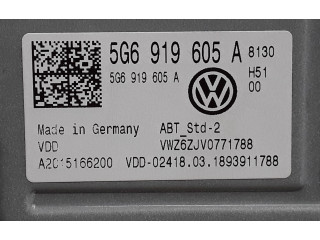 5G6 919 605 A 8130
5G6 919 605 A H51
00
Made in Germany ABT_Std-2
VDD VWZ6ZJV0771788
A2C15166200 VDD-02418.03.1893911788